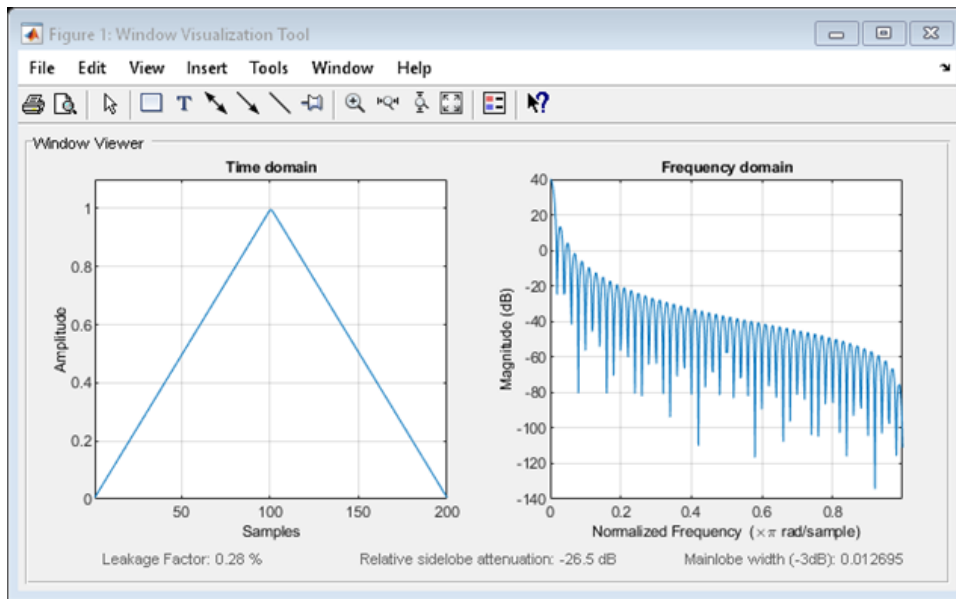 Figure 1: Window Visualization Tool
File Edit View Insert Tools Window Help
T
?
Window Viewer
Time domain
1
0.8
0.6
0.4
0.2
0
Amplitude
50 100 150 200
Samples
Frequency domain
40
20
0
-20
-40
-60
-80
-100
-120
-140
Magnitude (dB)
0 0.2 0.4 0.6 0.8
Normalized Frequency (×π rad/sample)
Leakage Factor: 0.28 % Relative sidelobe attenuation: -26.5 dB Mainlobe width (-3dB): 0.012695